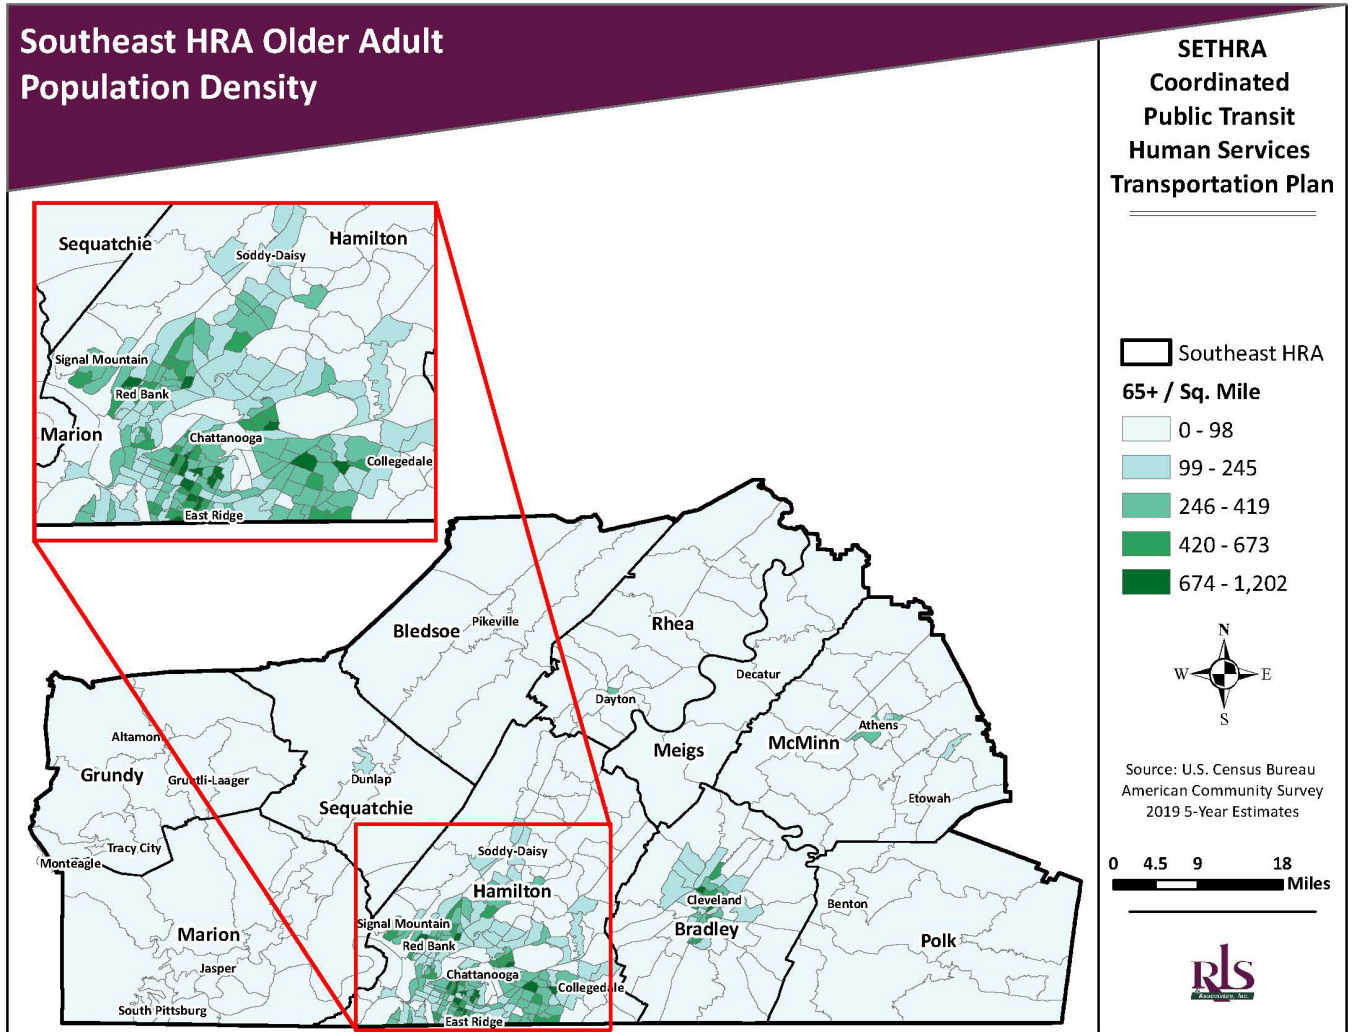 Southeast HRA Older Adult
Population Density
SETHRA
Coordinated
Public Transit
Human Services
Transportation Plan
Sequatchie
Hamilton
Soddy-Daisy
Signal Mountain
Red Bank
Marion
Chattanooga
Collegedale
East Ridge
Southeast HRA
65+ / Sq. Mile
0 - 98
99 - 245
246 - 419
420 - 673
674 - 1,202
N
W
E
S
Source: U.S. Census Bureau
American Community Survey
2019 5-Year Estimates
0 4.5 9 18
Miles
RLS
& Associates, Inc.
Bledsoe
Pikeville
Rhea
Decatur
Dayton
Athens
Meigs
McMinn
Altamont
Grundy
Gruetli-Laager
Dunlap
Sequatchie
Etowah
Tracy City
Monteagle
Soddy-Daisy
Hamilton
Cleveland
Benton
Signal Mountain
Bradley
Marion
Red Bank
Polk
Jasper
Chattanooga
Collegedale
South Pittsburg
East Ridge